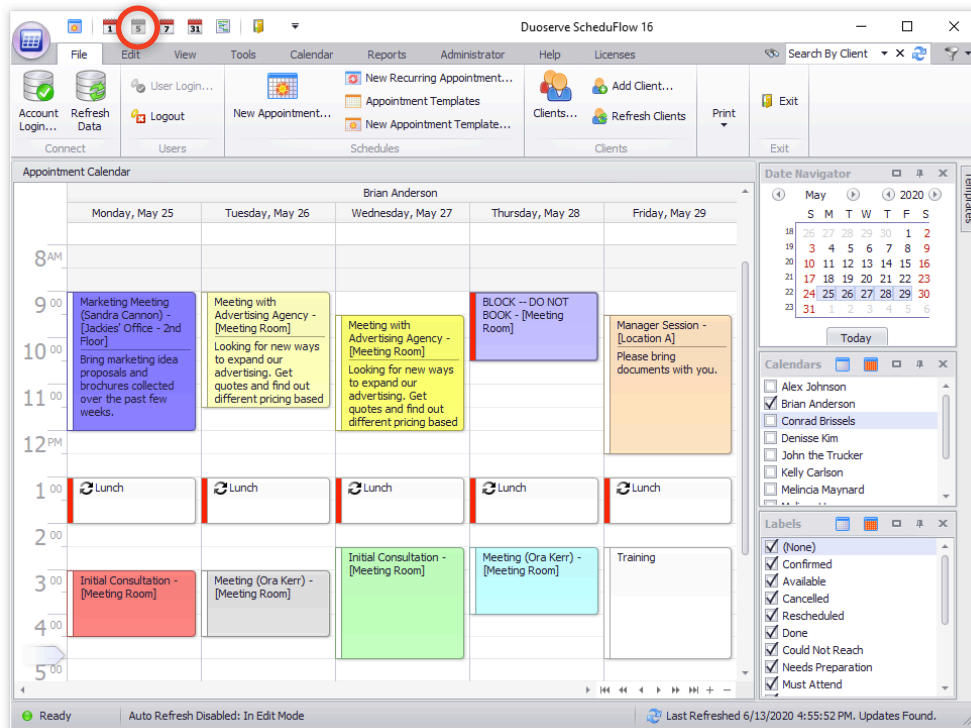 1 5 7 31
Duoserve ScheduFlow 16
File Edit View Tools Calendar Reports Administrator Help Licenses
Search By Client
Account Login...
Refresh Data
Connect
User Login...
Logout
Users
New Appointment...
New Recurring Appointment...
Appointment Templates
New Appointment Template...
Schedules
Clients...
Add Client...
Refresh Clients
Clients
Print
Exit
Exit
Appointment Calendar
Brian Anderson
Monday, May 25 Tuesday, May 26 Wednesday, May 27 Thursday, May 28 Friday, May 29
8 AM
9 00
10 00
11 00
12 PM
1 00
2 00
3 00
4 00
5 00
Marketing Meeting
(Sandra Cannon) -
[Jackies' Office - 2nd
Floor]
Bring marketing idea
proposals and
brochures collected
over the past few
weeks.
Meeting with
Advertising Agency -
[Meeting Room]
Looking for new ways
to expand our
advertising. Get
quotes and find out
different pricing based
Meeting with
Advertising Agency -
[Meeting Room]
Looking for new ways
to expand our
advertising. Get
quotes and find out
different pricing based
BLOCK -- DO NOT
BOOK - [Meeting
Room]
Manager Session -
[Location A]
Please bring
documents with you.
Lunch Lunch Lunch Lunch Lunch
Initial Consultation -
[Meeting Room]
Meeting (Ora Kerr) -
[Meeting Room]
Initial Consultation -
[Meeting Room]
Meeting (Ora Kerr) -
[Meeting Room]
Training
Date Navigator
May 2020
S M T W T F S
18 26 27 28 29 30 1 2
19 3 4 5 6 7 8 9
20 10 11 12 13 14 15 16
21 17 18 19 20 21 22 23
22 24 25 26 27 28 29 30
23 31 1 2 3 4 5 6
Today
Templates
Calendars
Alex Johnson
Brian Anderson
Conrad Brissels
Denisse Kim
John the Trucker
Kelly Carlson
Melincia Maynard
Labels
(None)
Confirmed
Available
Cancelled
Rescheduled
Done
Could Not Reach
Needs Preparation
Must Attend
Ready
Auto Refresh Disabled: In Edit Mode
Last Refreshed 6/13/2020 4:55:52 PM. Updates Found.